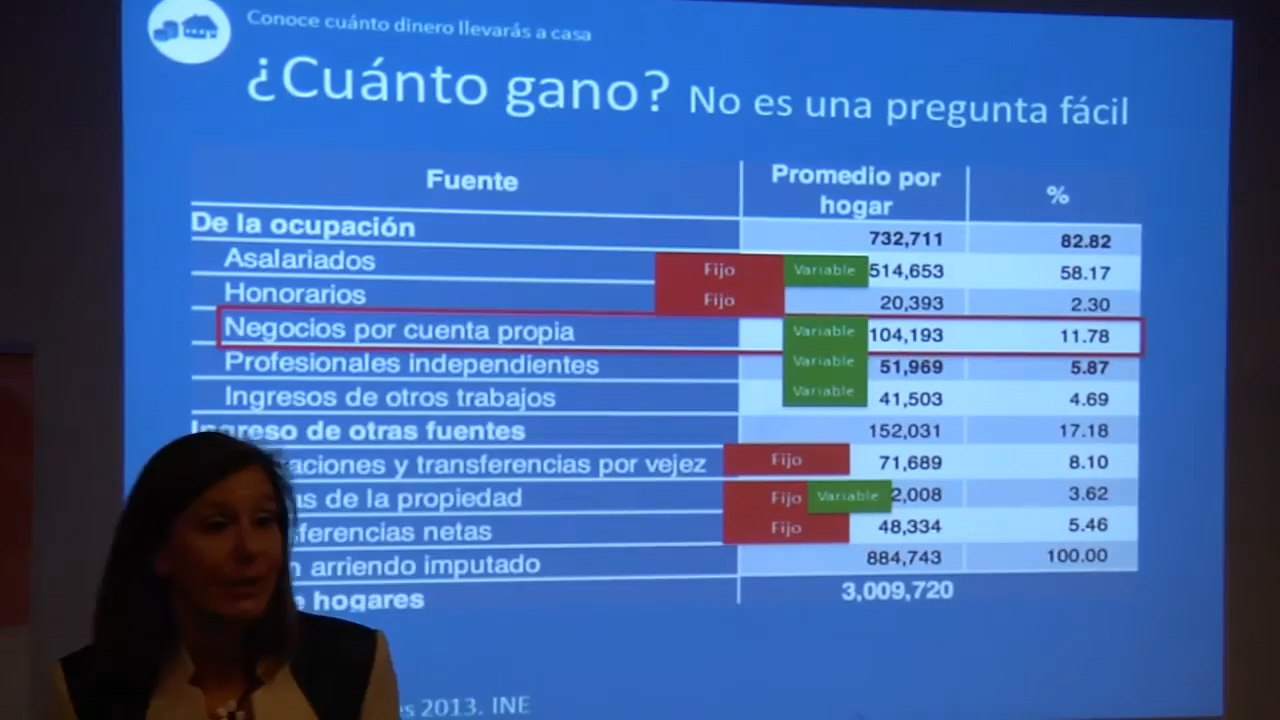 Conoce cuánto dinero llevarás a casa
¿Cuánto gano? No es una pregunta fácil
Fuente Promedio por hogar %
De la ocupación 732,711 82.82
Asalariados Fijo Variable 514,653 58.17
Honorarios Fijo 20,393 2.30
Negocios por cuenta propia Variable 104,193 11.78
Profesionales independientes Variable 51,969 5.87
Ingresos de otros trabajos Variable 41,503 4.69
Ingreso de otras fuentes 152,031 17.18
aciones y transferencias por vejez Fijo 71,689 8.10
as de la propiedad Fijo Variable 2,008 3.62
ferencias netas Fijo 48,334 5.46
arriendo imputado 884,743 100.00
hogares 3,009,720
es 2013. INE